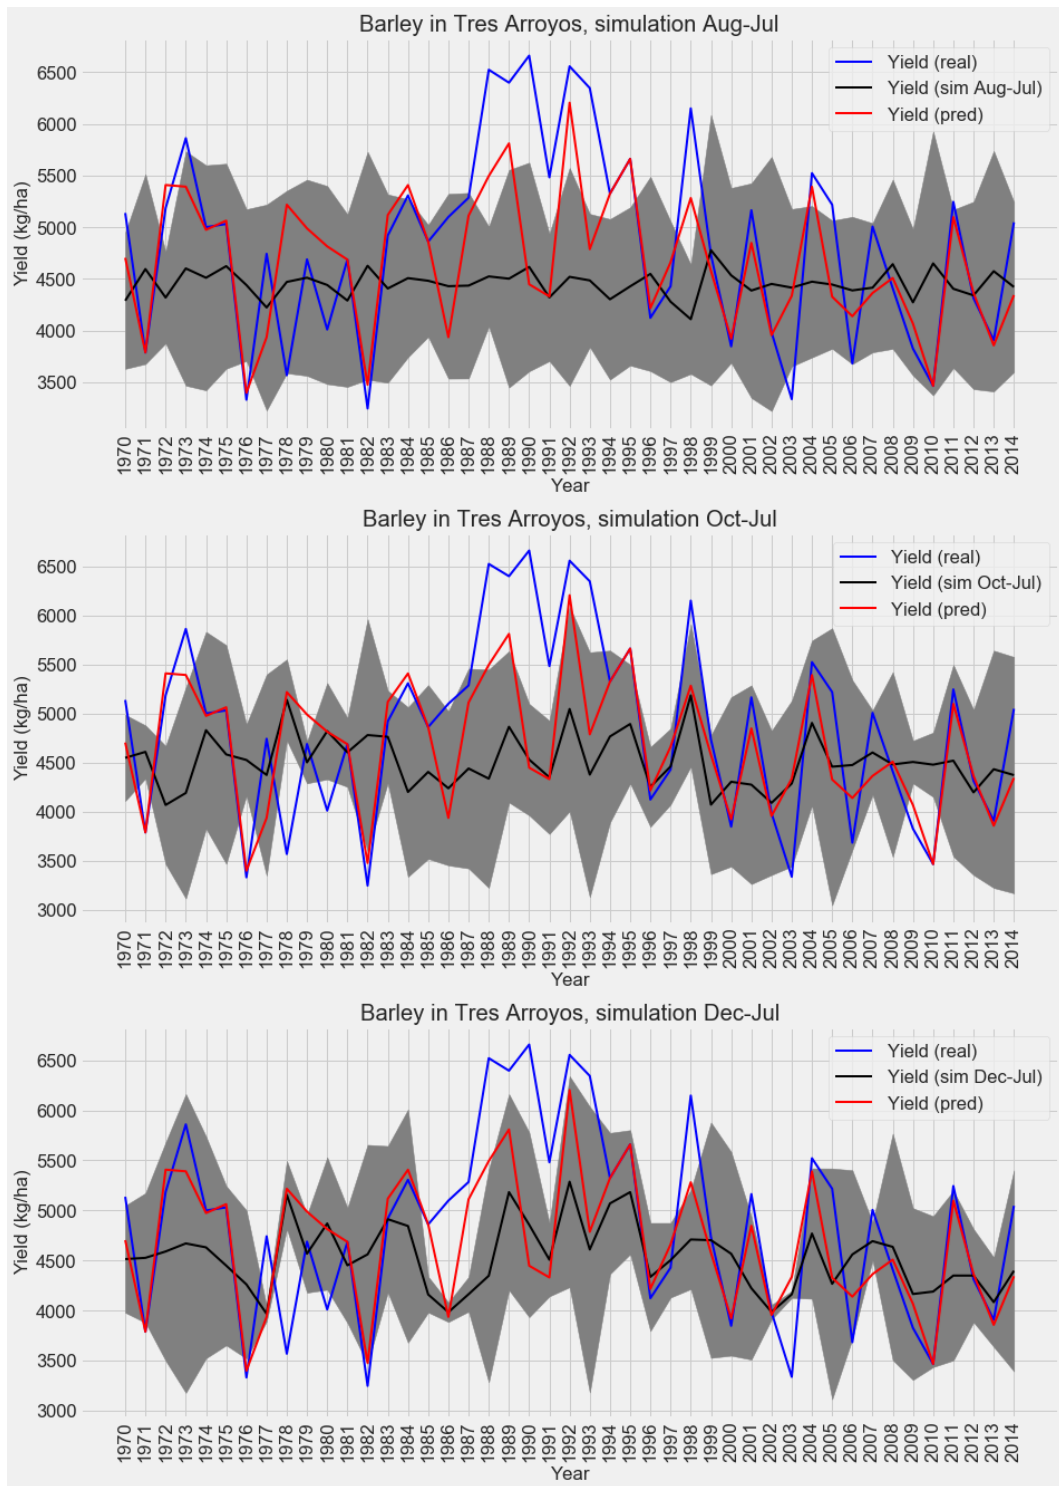 Barley in Tres Arroyos, simulation Aug-Jul
Yield (real)
Yield (sim Aug-Jul)
Yield (pred)
Yield (kg/ha)
6500
6000
5500
5000
4500
4000
3500
1970 1971 1972 1973 1974 1975 1976 1977 1978 1979 1980 1981 1982 1983 1984 1985 1986 1987 1988 1989 1990 1991 1992 1993 1994 1995 1996 1997 1998 1999 2000 2001 2002 2003 2004 2005 2006 2007 2008 2009 2010 2011 2012 2013 2014
Year
Barley in Tres Arroyos, simulation Oct-Jul
Yield (real)
Yield (sim Oct-Jul)
Yield (pred)
Yield (kg/ha)
6500
6000
5500
5000
4500
4000
3500
3000
1970 1971 1972 1973 1974 1975 1976 1977 1978 1979 1980 1981 1982 1983 1984 1985 1986 1987 1988 1989 1990 1991 1992 1993 1994 1995 1996 1997 1998 1999 2000 2001 2002 2003 2004 2005 2006 2007 2008 2009 2010 2011 2012 2013 2014
Year
Barley in Tres Arroyos, simulation Dec-Jul
Yield (real)
Yield (sim Dec-Jul)
Yield (pred)
Yield (kg/ha)
6500
6000
5500
5000
4500
4000
3500
3000
1970 1971 1972 1973 1974 1975 1976 1977 1978 1979 1980 1981 1982 1983 1984 1985 1986 1987 1988 1989 1990 1991 1992 1993 1994 1995 1996 1997 1998 1999 2000 2001 2002 2003 2004 2005 2006 2007 2008 2009 2010 2011 2012 2013 2014
Year